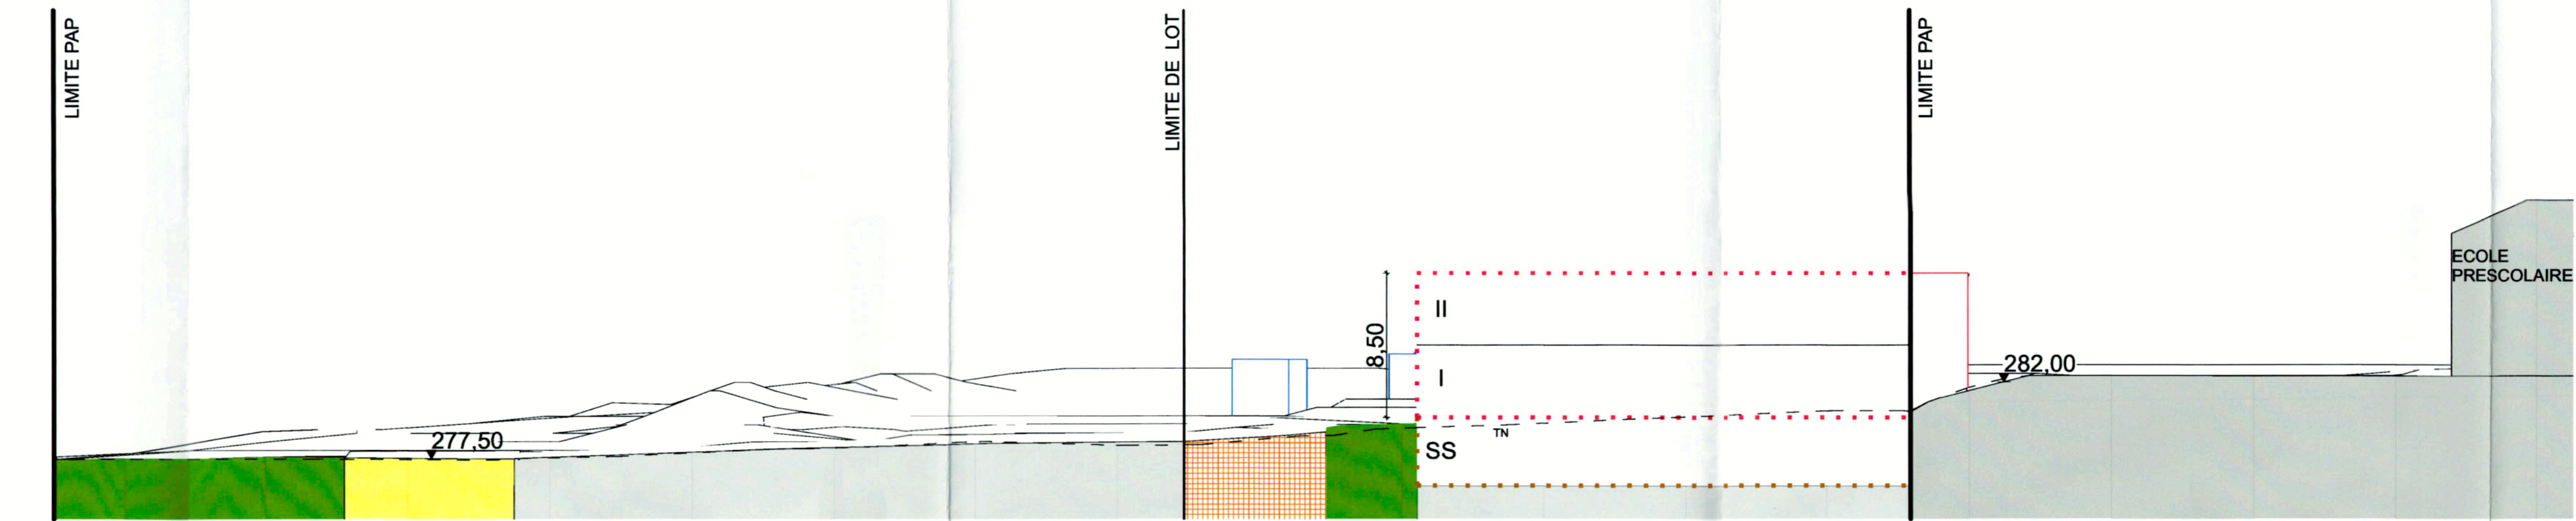 LIMITE PAP
LIMITE DE LOT
LIMITE PAP
ECOLE
PRESCOLAIRE
II
8,50
I
282,00
277,50
TN
SS